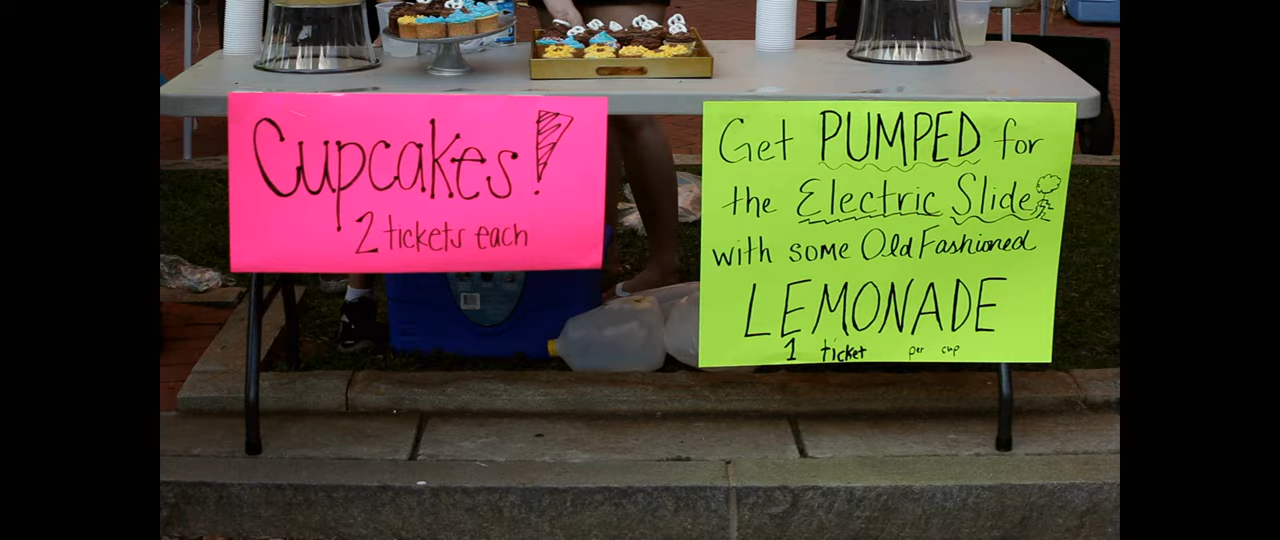 Cupcakes!
2 tickets each
Get PUMPED for
the Electric Slide
with some Old Fashioned
LEMONADE
1 ticket per cup